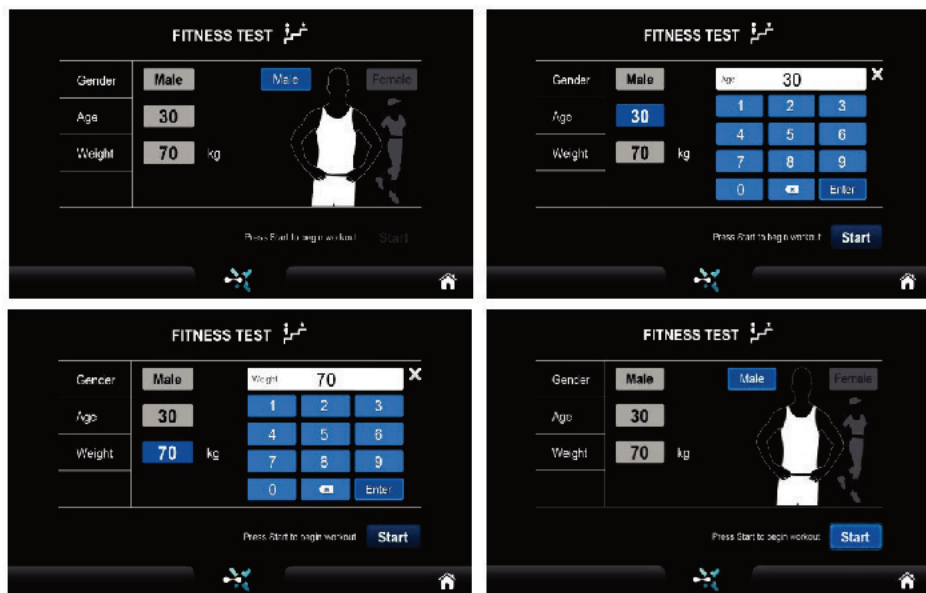 FITNESS TEST
Gender Male Male Female
Age 30
Weight 70 kg
Press Start to begin workout Start
FITNESS TEST
Gender Male Age 30
1 2 3
Age 30
4 5 6
Weight 70 kg
7 8 9
0 Enter
Press Start to begin workout Start
FITNESS TEST
Gender Male Weight 70
1 2 3
Age 30
4 5 6
Weight 70 kg
7 8 9
0 Enter
Press Start to begin workout Start
FITNESS TEST
Gender Male Male Female
Age 30
Weight 70 kg
Press Start to begin workout Start